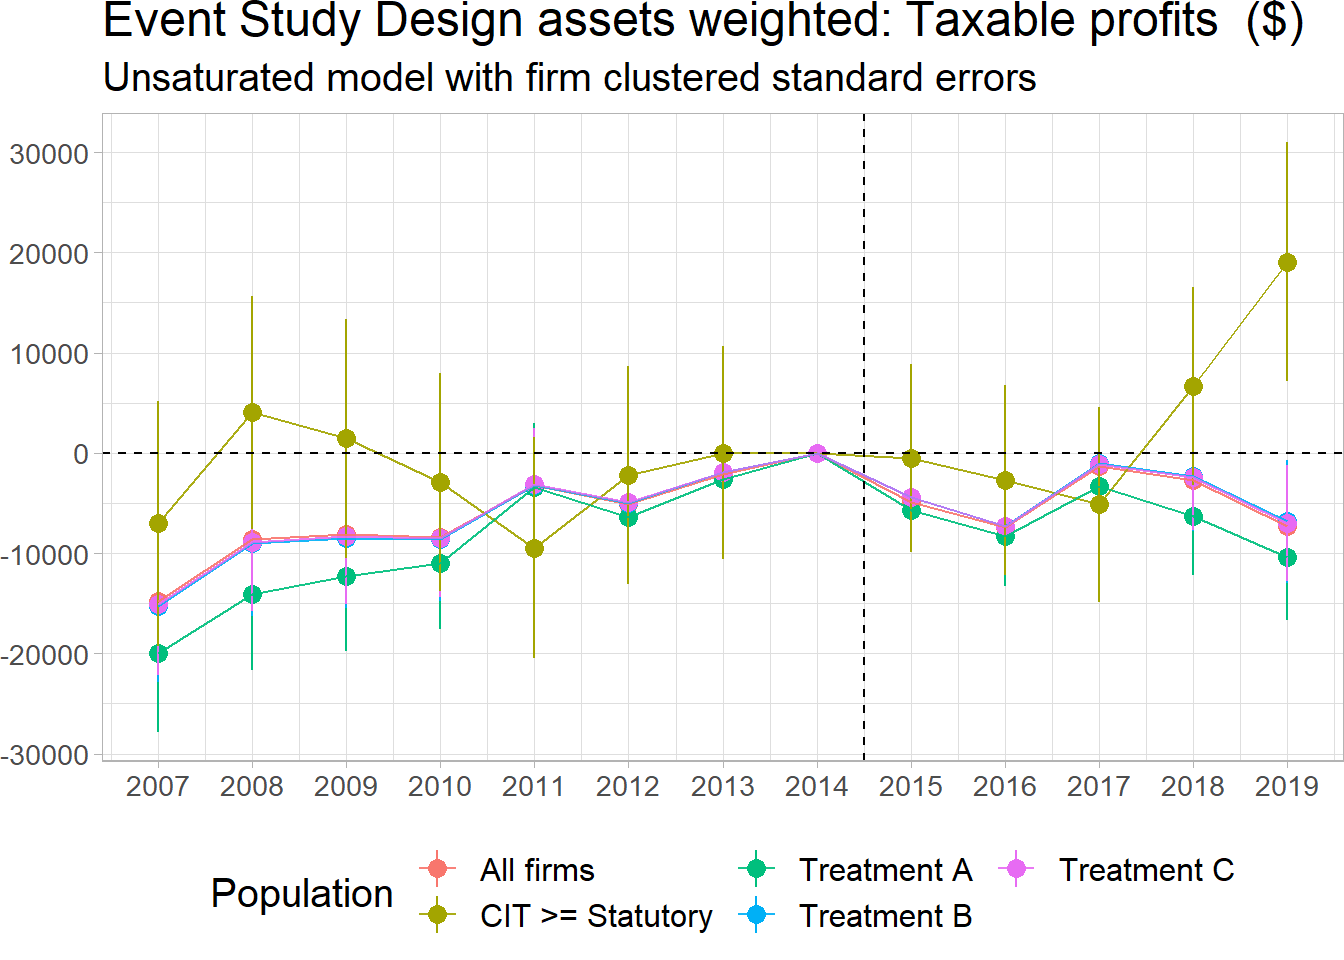 Event Study Design assets weighted: Taxable profits  ($)
Unsaturated model with firm clustered standard errors
30000
20000
10000
0
-10000
-20000
-30000
2007 2008 2009 2010 2011 2012 2013 2014 2015 2016 2017 2018 2019
Population
All firms
CIT >= Statutory
Treatment A
Treatment B
Treatment C